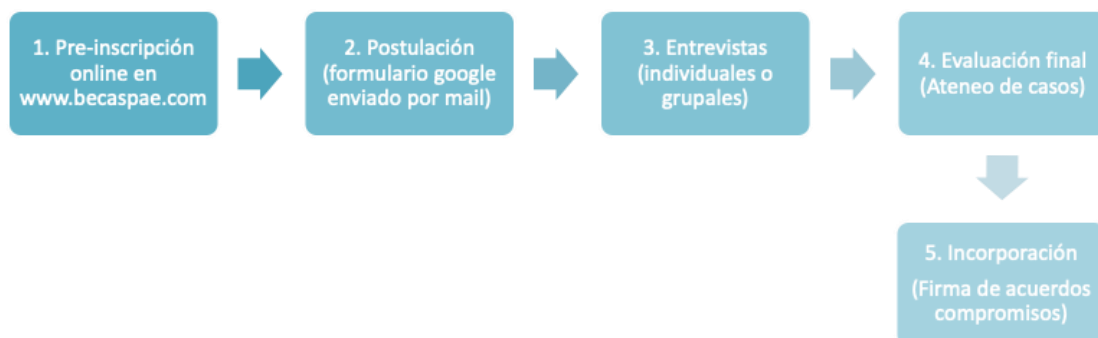 1. Pre-inscripción
online en
www.becaspae.com
2. Postulación
(formulario google
enviado por mail)
3. Entrevistas
(individuales o
grupales)
4. Evaluación final
(Ateneo de casos)
5. Incorporación
(Firma de acuerdos
compromisos)